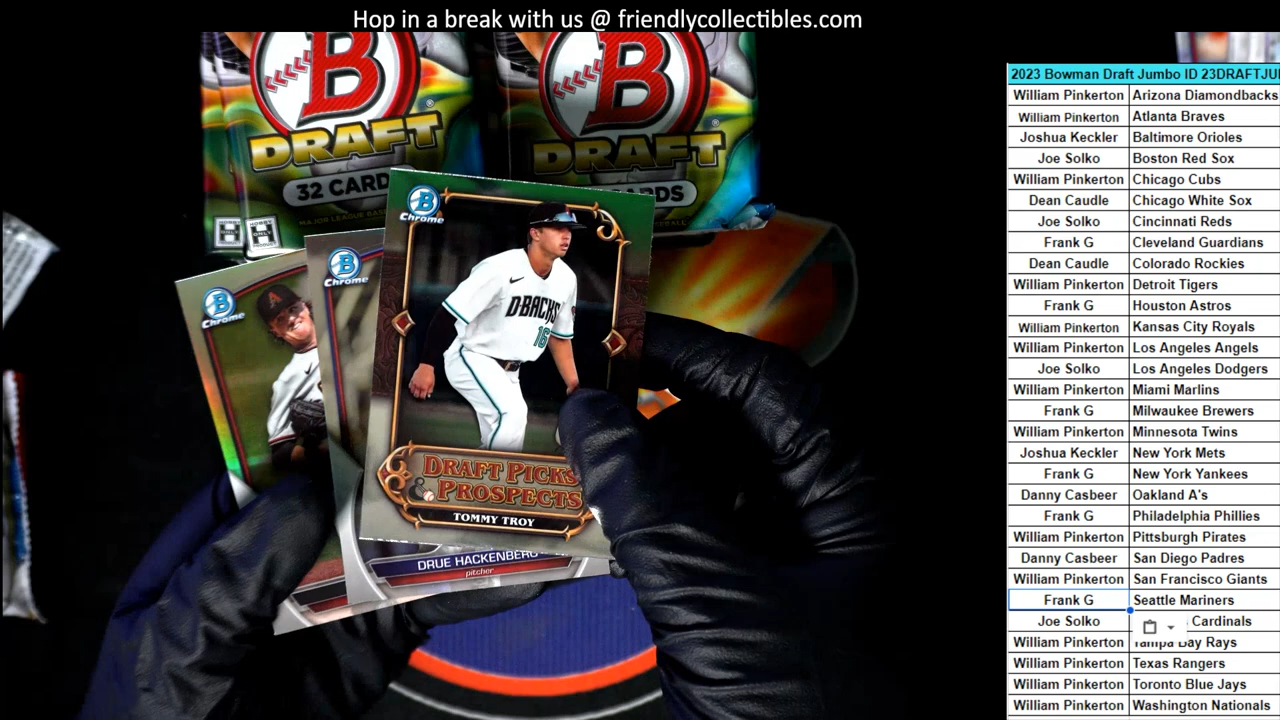 Hop in a break with us @ friendlycollectibles.com
B
DRAFT
32 CARD
B
DRAFT
CARDS
HOBBY ONLY
Chrome
Chrome
Chrome
D-BACKS
16
DRAFT PICKS
& PROSPECTS
TOMMY TROY
DRUE HACKENBERG
pitcher
2023 Bowman Draft Jumbo ID 23DRAFTJU
William Pinkerton Arizona Diamondbacks
William Pinkerton Atlanta Braves
Joshua Keckler Baltimore Orioles
Joe Solko Boston Red Sox
William Pinkerton Chicago Cubs
Dean Caudle Chicago White Sox
Joe Solko Cincinnati Reds
Frank G Cleveland Guardians
Dean Caudle Colorado Rockies
William Pinkerton Detroit Tigers
Frank G Houston Astros
William Pinkerton Kansas City Royals
William Pinkerton Los Angeles Angels
Joe Solko Los Angeles Dodgers
William Pinkerton Miami Marlins
Frank G Milwaukee Brewers
William Pinkerton Minnesota Twins
Joshua Keckler New York Mets
Frank G New York Yankees
Danny Casbeer Oakland A's
Frank G Philadelphia Phillies
William Pinkerton Pittsburgh Pirates
Danny Casbeer San Diego Padres
William Pinkerton San Francisco Giants
Frank G Seattle Mariners
Joe Solko Cardinals
William Pinkerton Tampa Bay Rays
William Pinkerton Texas Rangers
William Pinkerton Toronto Blue Jays
William Pinkerton Washington Nationals